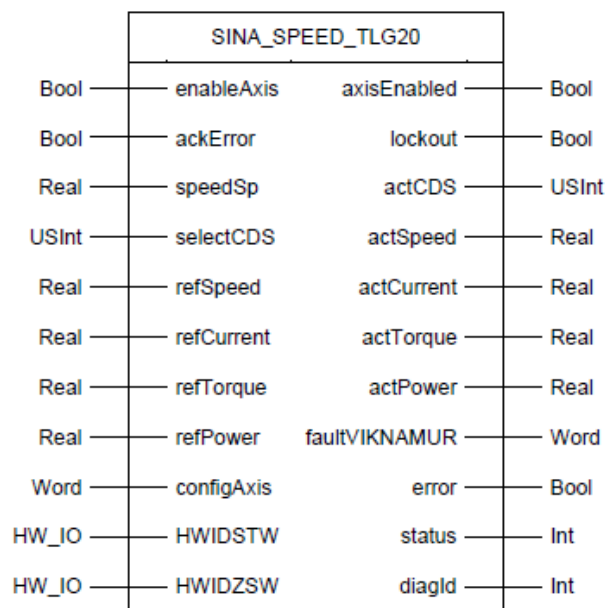 SINA_SPEED_TLG20
Bool enableAxis axisEnabled Bool
Bool ackError lockout Bool
Real speedSp actCDS USInt
USInt selectCDS actSpeed Real
Real refSpeed actCurrent Real
Real refCurrent actTorque Real
Real refTorque actPower Real
Real refPower faultVIKNAMUR Word
Word configAxis error Bool
HW_IO HWIDSTW status Int
HW_IO HWIDZSW diagId Int